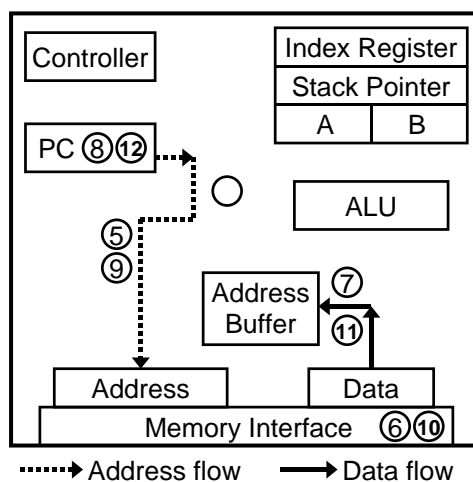 Index Register
Controller
Stack Pointer
A B
PC ⑧ ⑫
ALU
⑤
⑨
⑦
Address
Buffer
⑪
Address Data
Memory Interface ⑥ ⑩
Address flow Data flow